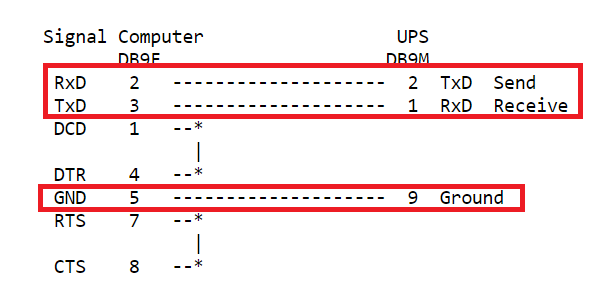 Signal Computer UPS
DB9F DB9M
RxD 2 -------------------- 2 TxD Send
TxD 3 -------------------- 1 RxD Receive
DCD 1 --*
|
DTR 4 --*
GND 5 -------------------- 9 Ground
RTS 7 --*
|
CTS 8 --*